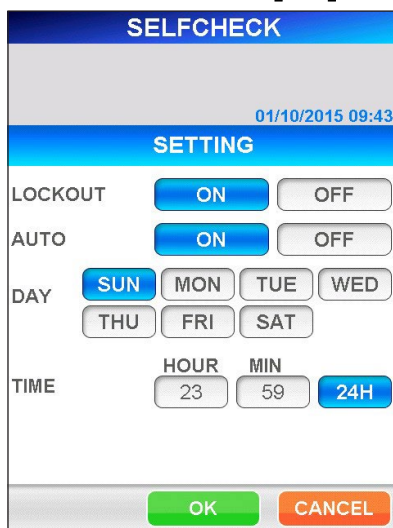 SELFCHECK
01/10/2015 09:43
SETTING
LOCKOUT ON OFF
AUTO ON OFF
DAY SUN MON TUE WED
THU FRI SAT
HOUR MIN
TIME 23 59 24H
OK CANCEL